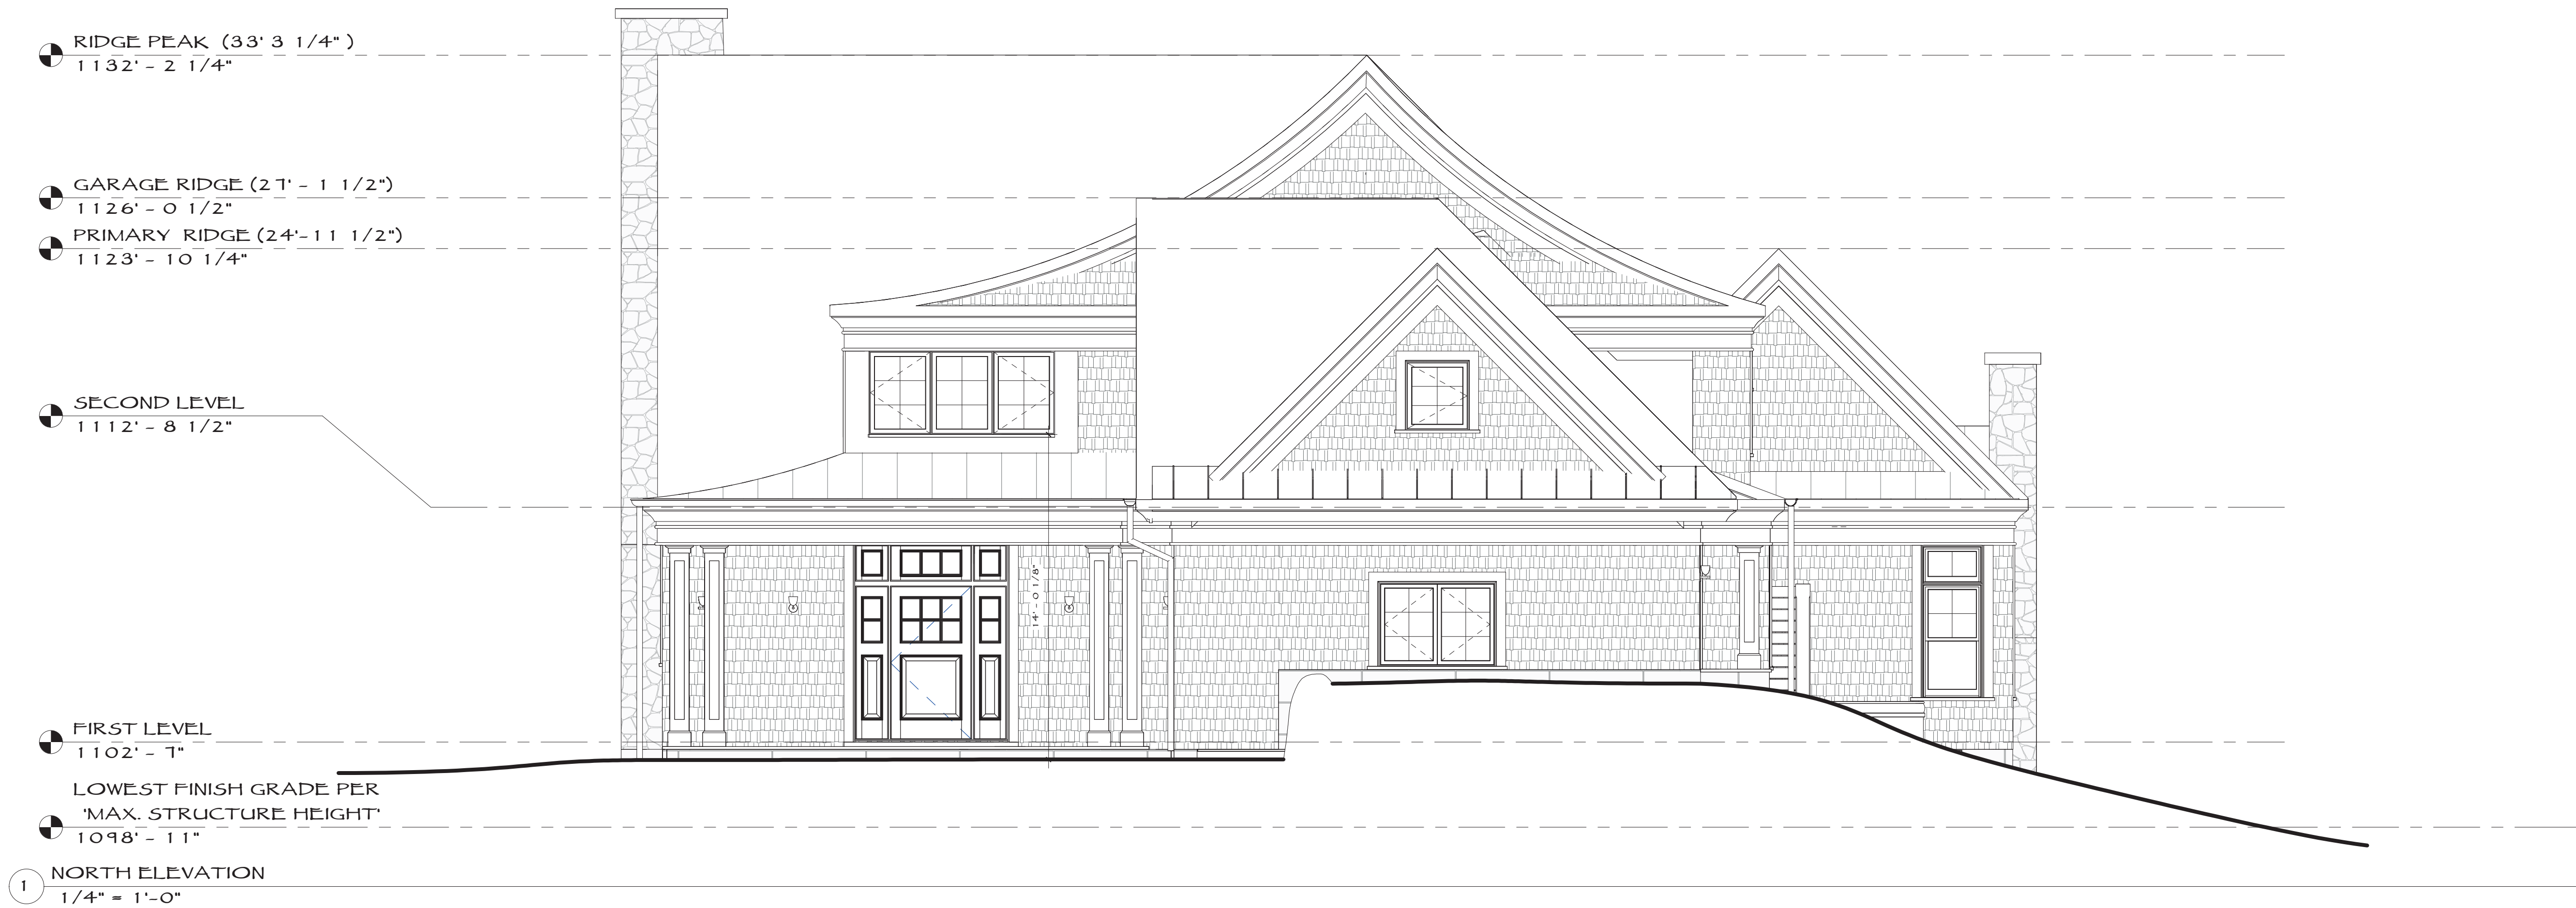 RIDGE PEAK (33' 3 1/4" )
1132' - 2 1/4"
GARAGE RIDGE (27' - 1 1/2")
1126' - 0 1/2"
PRIMARY RIDGE (24'-11 1/2")
1123' - 10 1/4"
SECOND LEVEL
1112' - 8 1/2"
14' - 0 1/8"
FIRST LEVEL
1102' - 7"
LOWEST FINISH GRADE PER
'MAX. STRUCTURE HEIGHT'
1098' - 11"
1
NORTH ELEVATION
1/4" = 1'-0"